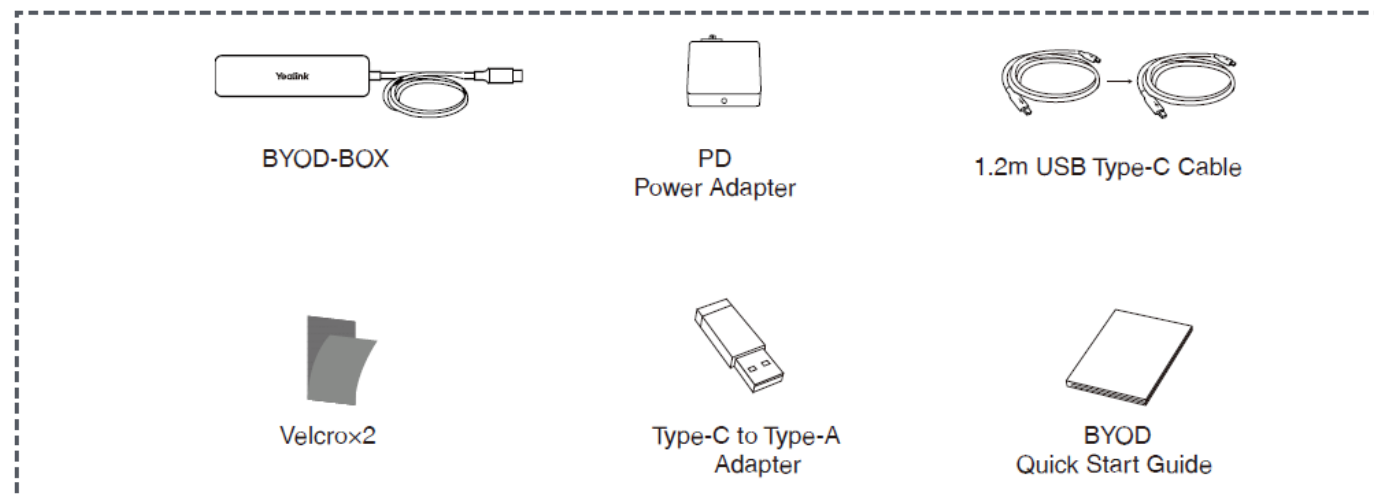 Yealink
BYOD-BOX
PD
Power Adapter
1.2m USB Type-C Cable
Velcro×2
Type-C to Type-A
Adapter
BYOD
Quick Start Guide